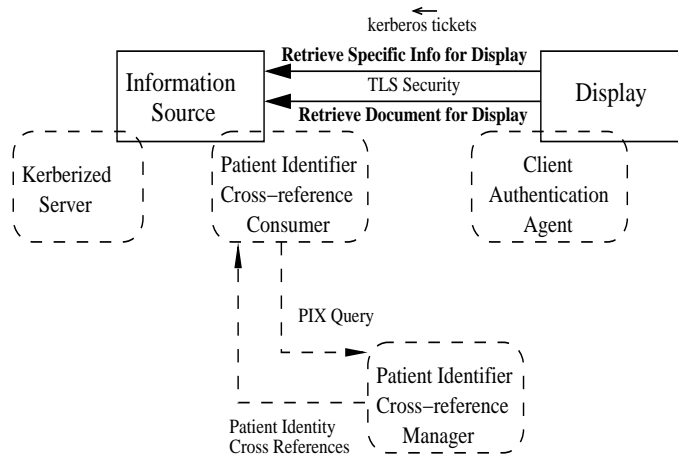 kerberos tickets
Retrieve Specific Info for Display
TLS Security
Retrieve Document for Display
Information
Source
Display
Kerberized
Server
Patient Identifier
Cross−reference
Consumer
Client
Authentication
Agent
PIX Query
Patient Identifier
Cross−reference
Manager
Patient Identity
Cross References